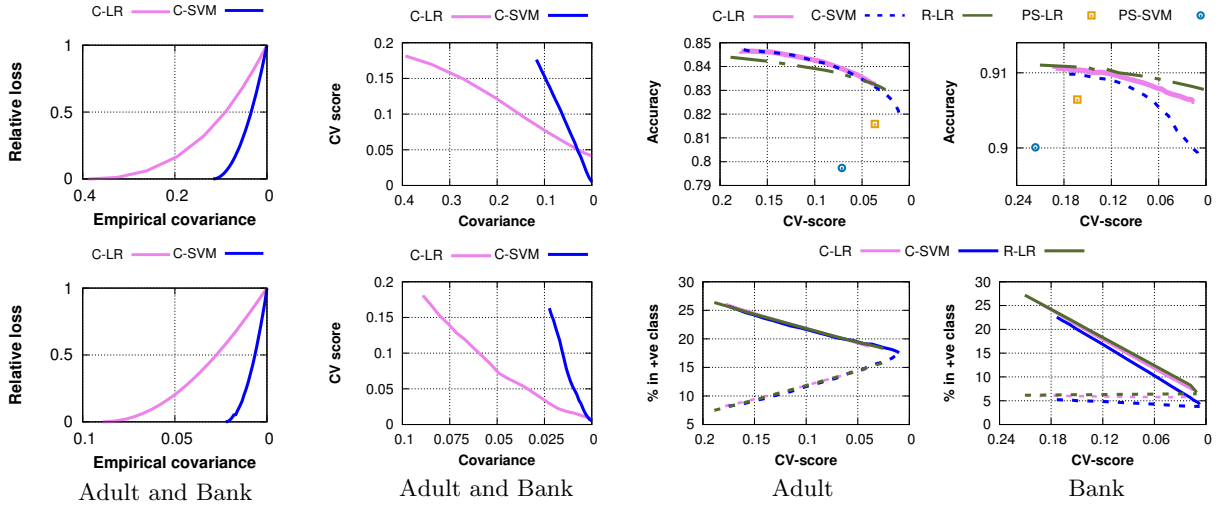 C-LR C-SVM
Relative loss
1
0.5
0
0.4 0.2 0
Empirical covariance
C-LR C-SVM
CV score
0.2
0.15
0.1
0.05
0
0.4 0.3 0.2 0.1 0
Covariance
C-LR C-SVM R-LR PS-LR PS-SVM
Accuracy
0.85
0.84
0.83
0.82
0.81
0.8
0.79
0.2 0.15 0.1 0.05 0
CV-score
Accuracy
0.91
0.9
0.24 0.18 0.12 0.06 0
CV-score
C-LR C-SVM
Relative loss
1
0.5
0
0.1 0.05 0
Empirical covariance
Adult and Bank
C-LR C-SVM
CV score
0.2
0.15
0.1
0.05
0
0.1 0.075 0.05 0.025 0
Covariance
Adult and Bank
C-LR C-SVM R-LR
% in +ve class
30
25
20
15
10
5
0.2 0.15 0.1 0.05 0
CV-score
Adult
% in +ve class
30
25
20
15
10
5
0
0.24 0.18 0.12 0.06 0
CV-score
Bank